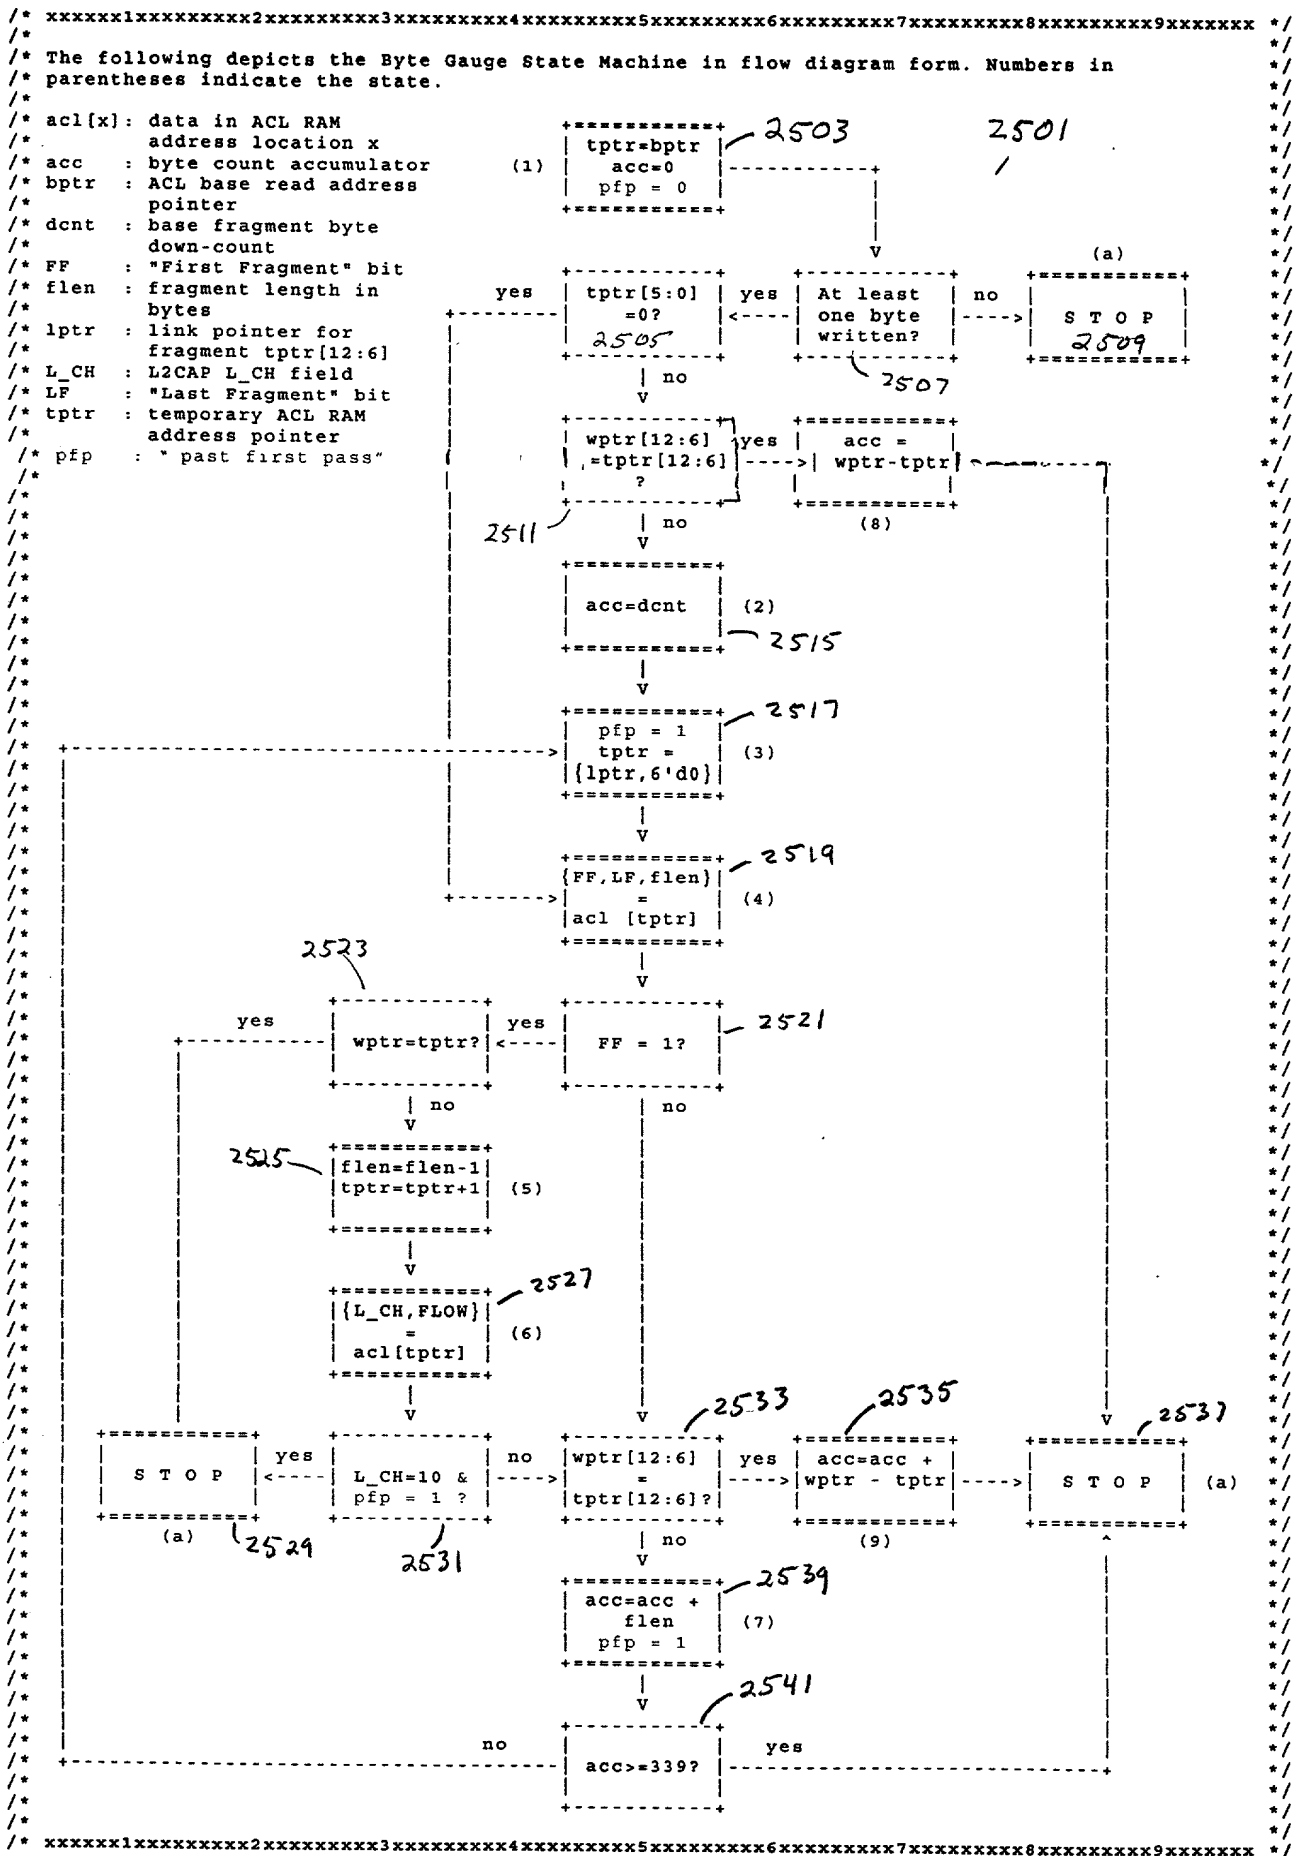 /* xxxxxx1xxxxxxxxx2xxxxxxxxx3xxxxxxxxx4xxxxxxxxx5xxxxxxxxx6xxxxxxxxx7xxxxxxxxx8xxxxxxxxx9xxxxxxx */
/* */
/* The following depicts the Byte Gauge State Machine in flow diagram form. Numbers in */
/* parentheses indicate the state. */
/* */
/* acl[x]: data in ACL RAM
/* address location x
/* acc : byte count accumulator
/* bptr : ACL base read address
/* pointer
/* dcnt : base fragment byte
/* down-count
/* FF : "First Fragment" bit
/* flen : fragment length in
/* bytes
/* lptr : link pointer for
/* fragment tptr[12:6]
/* L_CH : L2CAP L_CH field
/* LF : "Last Fragment" bit
/* tptr : temporary ACL RAM
/* address pointer
/* pfp : " past first pass"
2501
2503
(1)
tptr=bptr
acc=0
pfp = 0
V
At least
one byte
written?
2507
no
(a)
S T O P
2509
yes
tptr[5:0]
=0?
2505
yes
no
V
wptr[12:6]
=tptr[12:6]
?
2511
yes
acc =
wptr-tptr
(8)
no
V
acc=dcnt
(2)
2515
V
2517
pfp = 1
tptr =
{lptr,6'd0}
(3)
V
2519
{FF,LF,flen}
=
acl [tptr]
(4)
V
FF = 1?
2521
yes
2523
wptr=tptr?
yes
no
no
V
2525
flen=flen-1
tptr=tptr+1
(5)
V
2527
{L_CH,FLOW}
=
acl[tptr]
(6)
V
L_CH=10 &
pfp = 1 ?
2531
yes
S T O P
(a)
2529
no
V
2533
wptr[12:6]
=
tptr[12:6]?
yes
2535
acc=acc +
wptr - tptr
(9)
V
2537
S T O P
(a)
no
V
2539
acc=acc +
flen
pfp = 1
(7)
V
2541
acc>=339?
no
yes
/* xxxxxx1xxxxxxxxx2xxxxxxxxx3xxxxxxxxx4xxxxxxxxx5xxxxxxxxx6xxxxxxxxx7xxxxxxxxx8xxxxxxxxx9xxxxxxx */